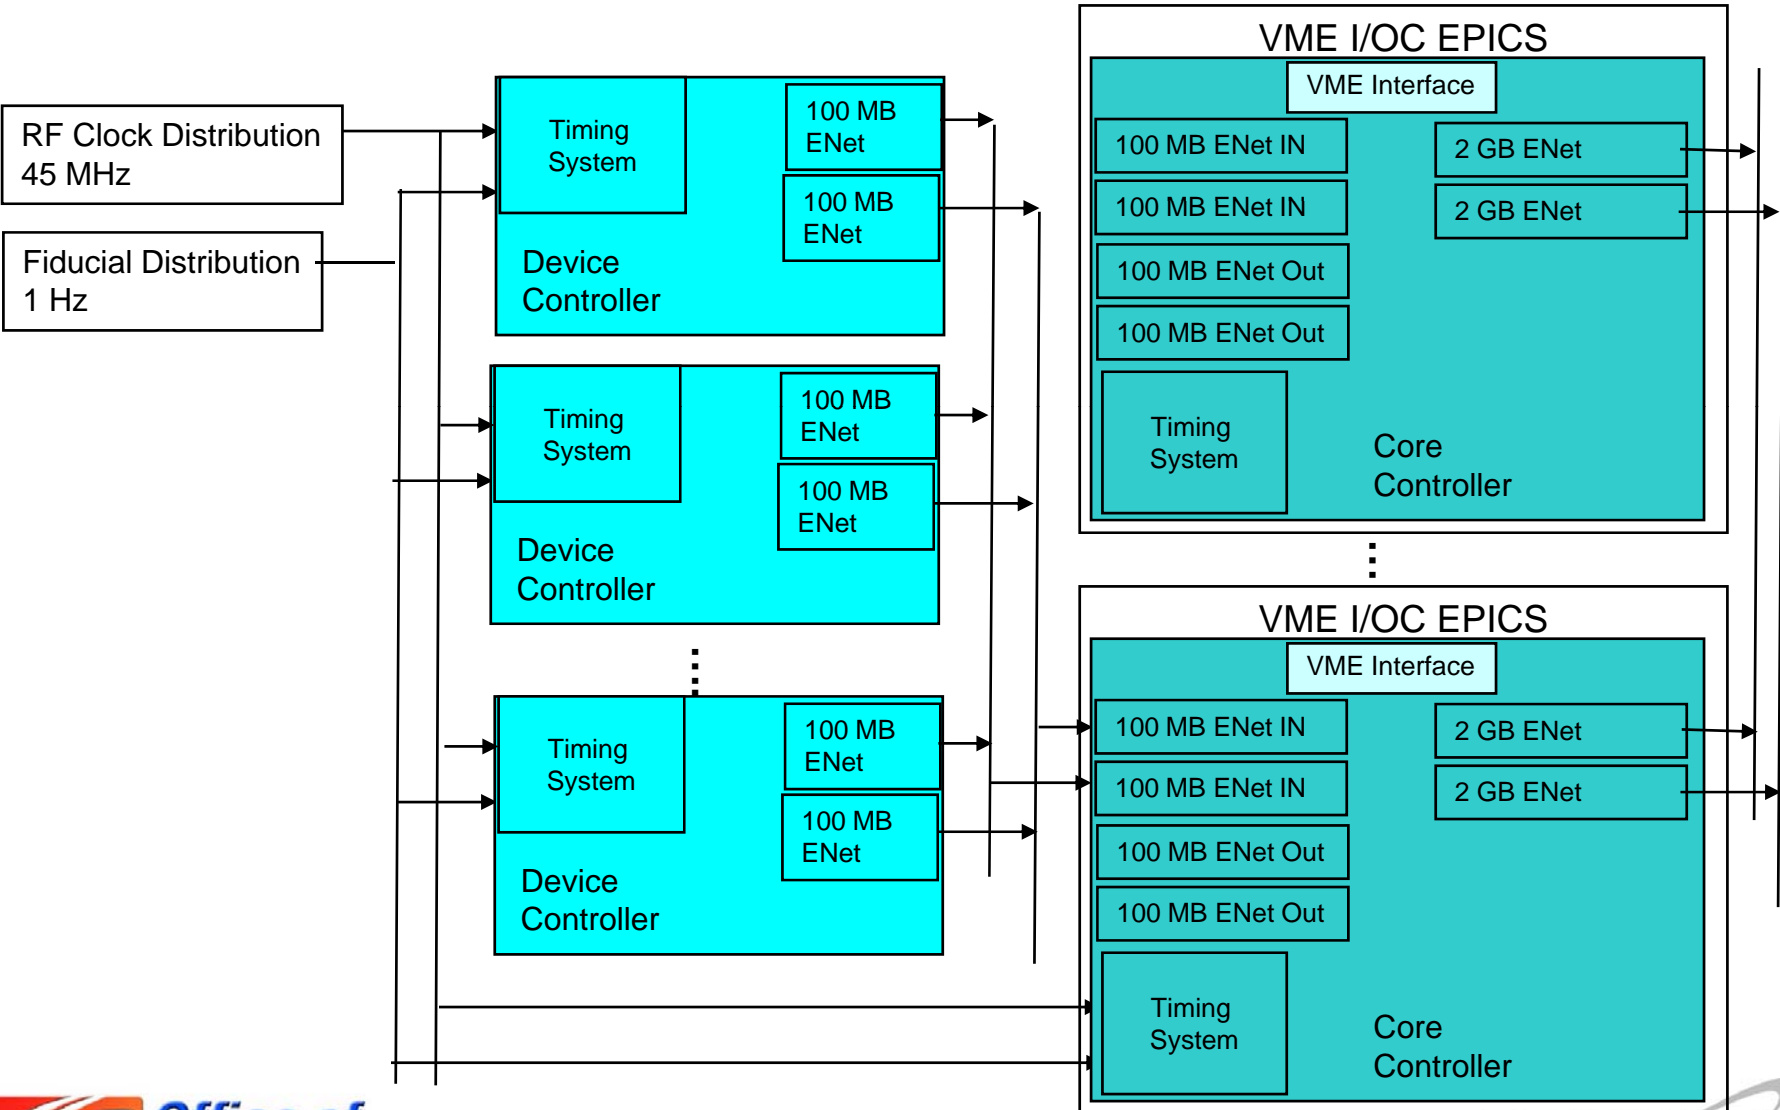 RF Clock Distribution
45 MHz
Fiducial Distribution
1 Hz
Timing
System
100 MB
ENet
100 MB
ENet
Device
Controller
Timing
System
100 MB
ENet
100 MB
ENet
Device
Controller
Timing
System
100 MB
ENet
100 MB
ENet
Device
Controller
VME I/OC EPICS
VME Interface
100 MB ENet IN
100 MB ENet IN
100 MB ENet Out
100 MB ENet Out
2 GB ENet
2 GB ENet
Timing
System
Core
Controller
VME I/OC EPICS
VME Interface
100 MB ENet IN
100 MB ENet IN
100 MB ENet Out
100 MB ENet Out
2 GB ENet
2 GB ENet
Timing
System
Core
Controller
Office of